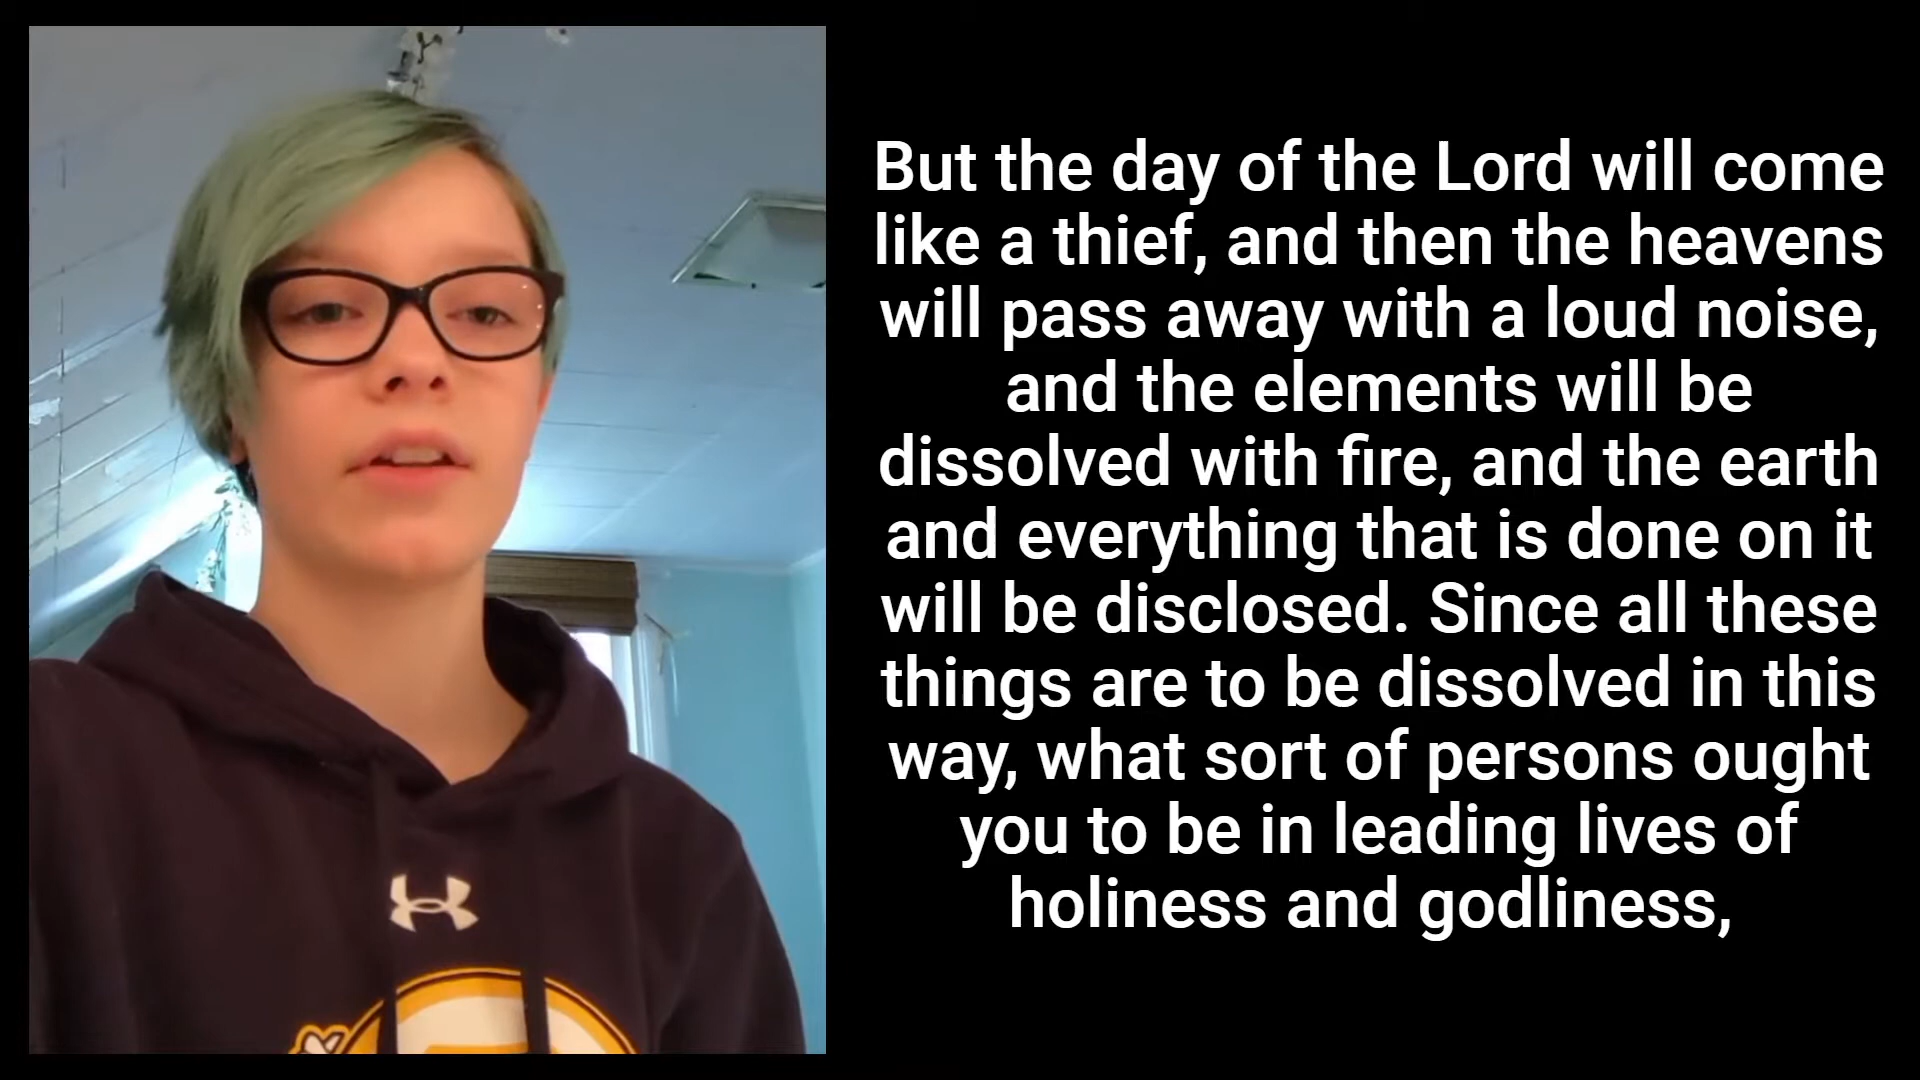 But the day of the Lord will come
like a thief, and then the heavens
will pass away with a loud noise,
and the elements will be
dissolved with fire, and the earth
and everything that is done on it
will be disclosed. Since all these
things are to be dissolved in this
way, what sort of persons ought
you to be in leading lives of
holiness and godliness,